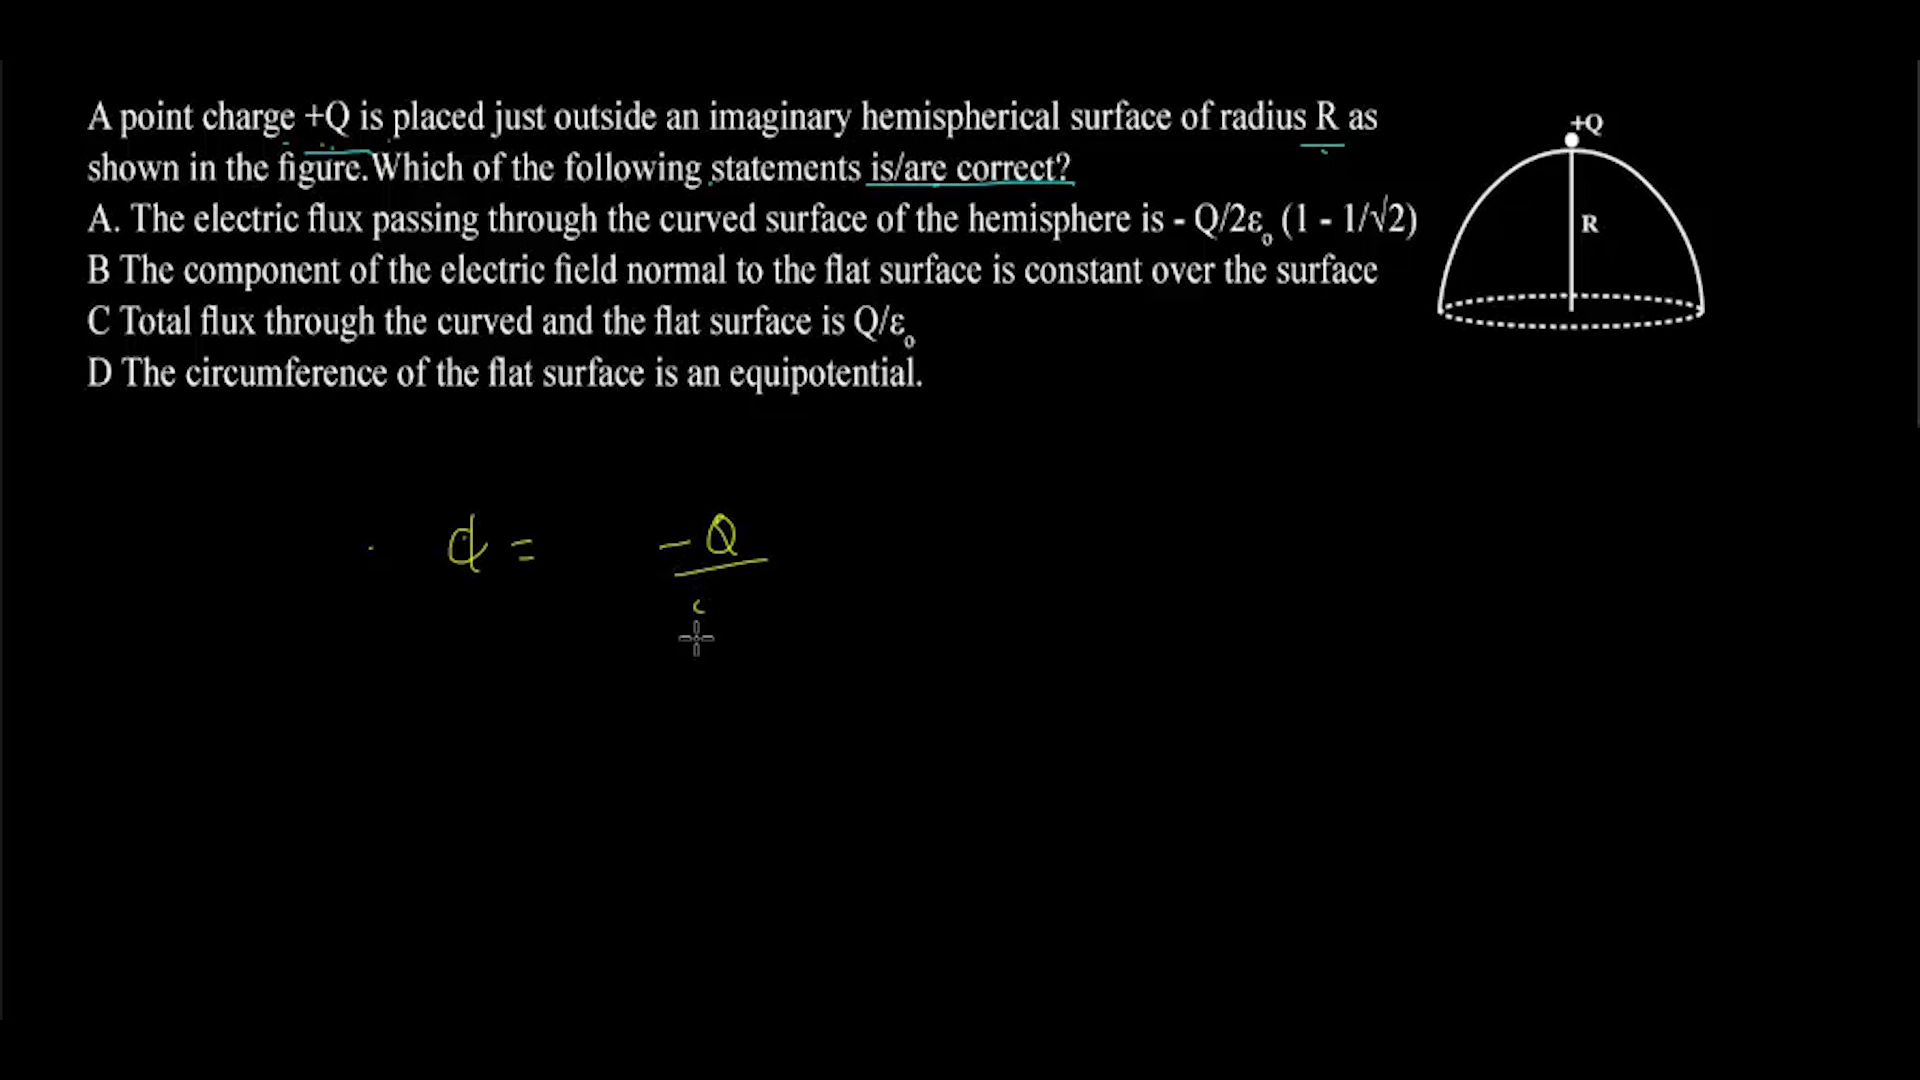 A point charge +Q is placed just outside an imaginary hemispherical surface of radius R as
shown in the figure.Which of the following statements is/are correct?
A. The electric flux passing through the curved surface of the hemisphere is - Q/2ε₀ (1 - 1/√2)
B The component of the electric field normal to the flat surface is constant over the surface
C Total flux through the curved and the flat surface is Q/ε₀
D The circumference of the flat surface is an equipotential.
+Q
R
= -Q